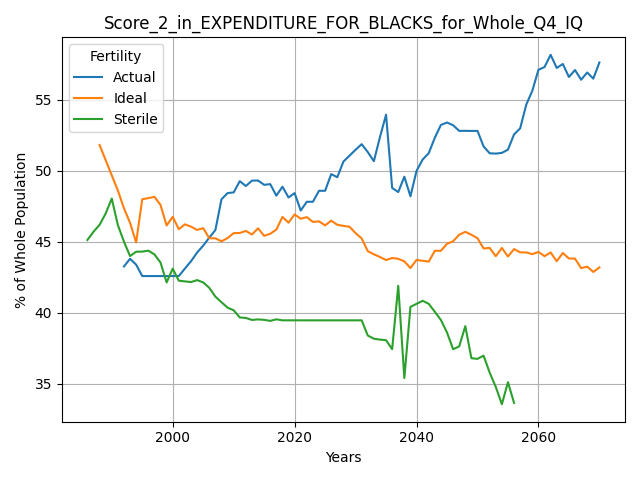 Score_2_in_EXPENDITURE_FOR_BLACKS_for_Whole_Q4_IQ
Fertility
Actual
Ideal
Sterile
% of Whole Population
55
50
45
40
35
2000 2020 2040 2060
Years